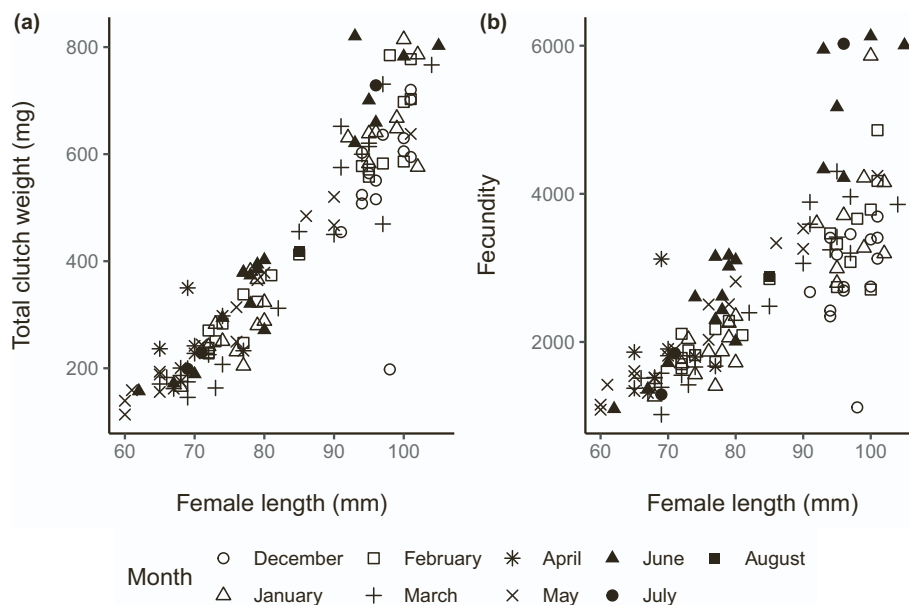 (a)
Total clutch weight (mg)
800
600
400
200
60 70 80 90 100
Female length (mm)
(b)
Fecundity
6000
4000
2000
60 70 80 90 100
Female length (mm)
Month
December February April June August
January March May July